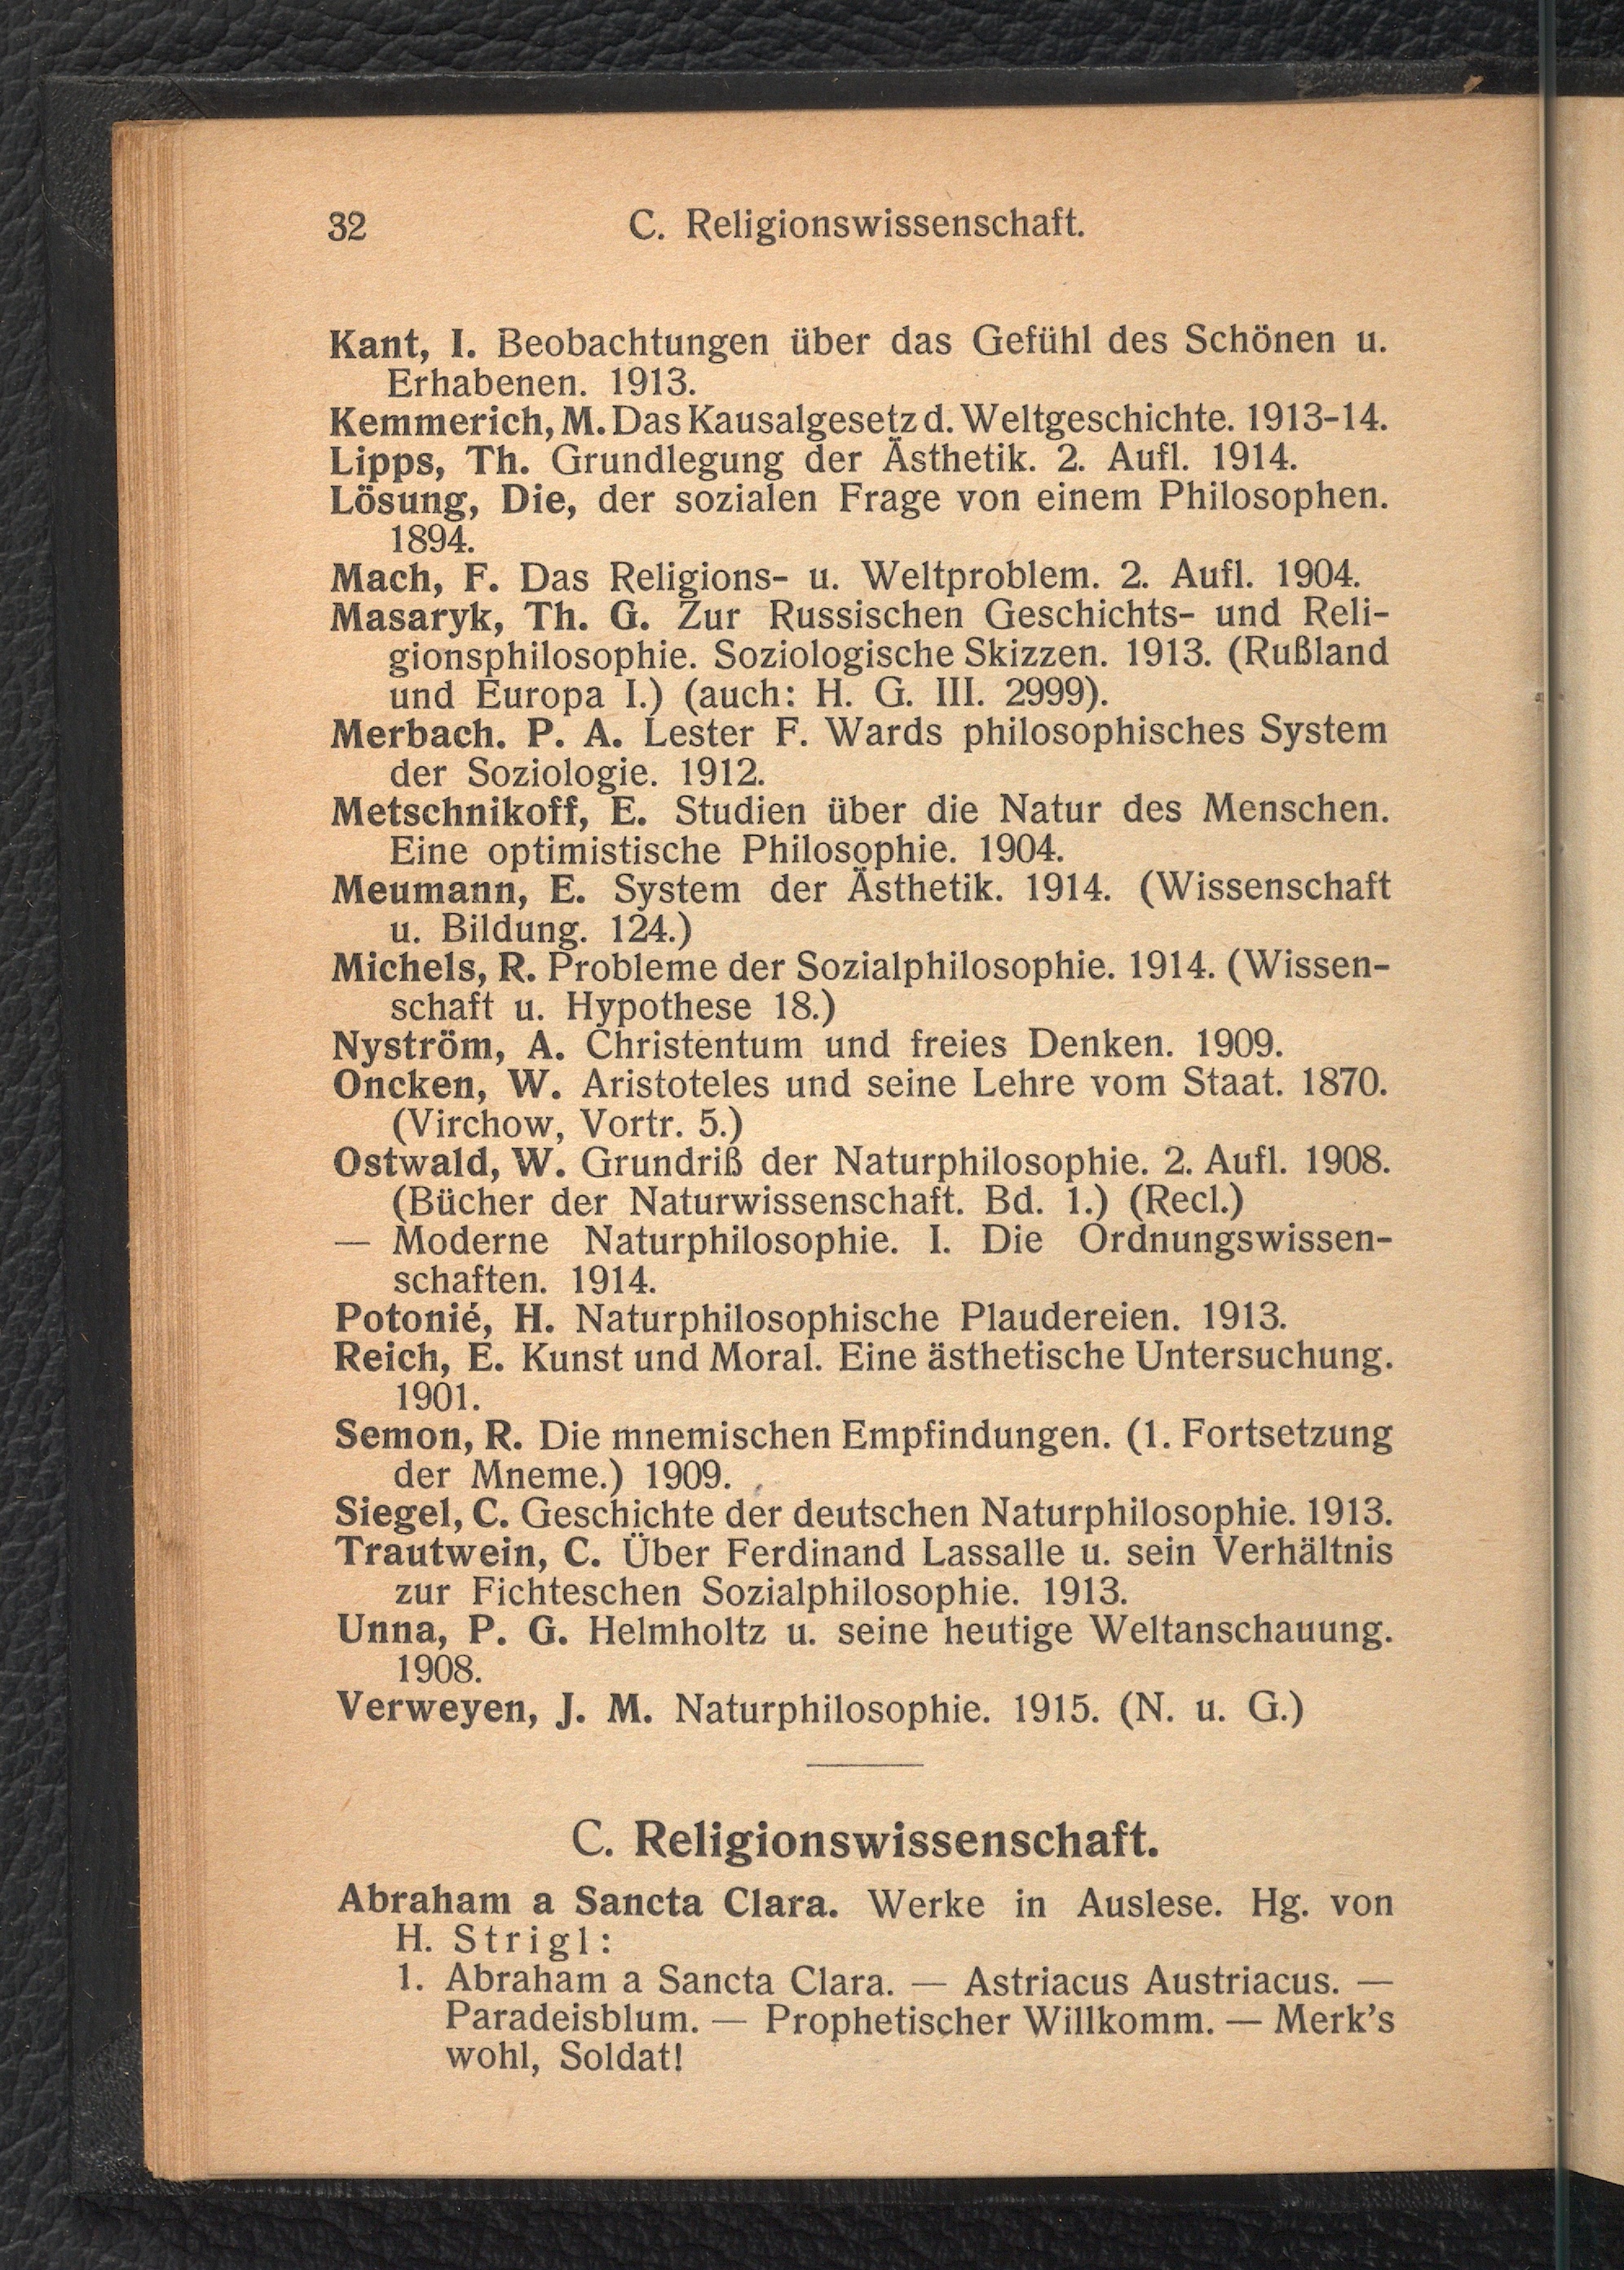 32
C. Religionswissenschaft.
Kant, I. Beobachtungen über das Gefühl des Schönen u.
Erhabenen. 1913.
Kemmerich, M. Das Kausalgesetz d. Weltgeschichte. 1913-14.
Lipps, Th. Grundlegung der Ästhetik. 2. Aufl. 1914.
Lösung, Die, der sozialen Frage von einem Philosophen.
1894.
Mach, F. Das Religions- u. Weltproblem. 2. Aufl. 1904.
Masaryk, Th. G. Zur Russischen Geschichts- und Reli-
gionsphilosophie. Soziologische Skizzen. 1913. (Rußland
und Europa I.) (auch: H. G. III. 2999).
Merbach. P. A. Lester F. Wards philosophisches System
der Soziologie. 1912.
Metschnikoff, E. Studien über die Natur des Menschen.
Eine optimistische Philosophie. 1904.
Meumann, E. System der Ästhetik. 1914. (Wissenschaft
u. Bildung. 124.)
Michels, R. Probleme der Sozialphilosophie. 1914. (Wissen-
schaft u. Hypothese 18.)
Nyström, A. Christentum und freies Denken. 1909.
Oncken, W. Aristoteles und seine Lehre vom Staat. 1870.
(Virchow, Vortr. 5.)
Ostwald, W. Grundriß der Naturphilosophie. 2. Aufl. 1908.
(Bücher der Naturwissenschaft. Bd. 1.) (Recl.)
— Moderne Naturphilosophie. I. Die Ordnungswissen-
schaften. 1914.
Potonié, H. Naturphilosophische Plaudereien. 1913.
Reich, E. Kunst und Moral. Eine ästhetische Untersuchung.
1901.
Semon, R. Die mnemischen Empfindungen. (1. Fortsetzung
der Mneme.) 1909.
Siegel, C. Geschichte der deutschen Naturphilosophie. 1913.
Trautwein, C. Über Ferdinand Lassalle u. sein Verhältnis
zur Fichteschen Sozialphilosophie. 1913.
Unna, P. G. Helmholtz u. seine heutige Weltanschauung.
1908.
Verweyen, J. M. Naturphilosophie. 1915. (N. u. G.)
C. Religionswissenschaft.
Abraham a Sancta Clara. Werke in Auslese. Hg. von
H. Strigl:
1. Abraham a Sancta Clara. — Astriacus Austriacus. —
Paradeisblum. — Prophetischer Willkomm. — Merk's
wohl, Soldat!